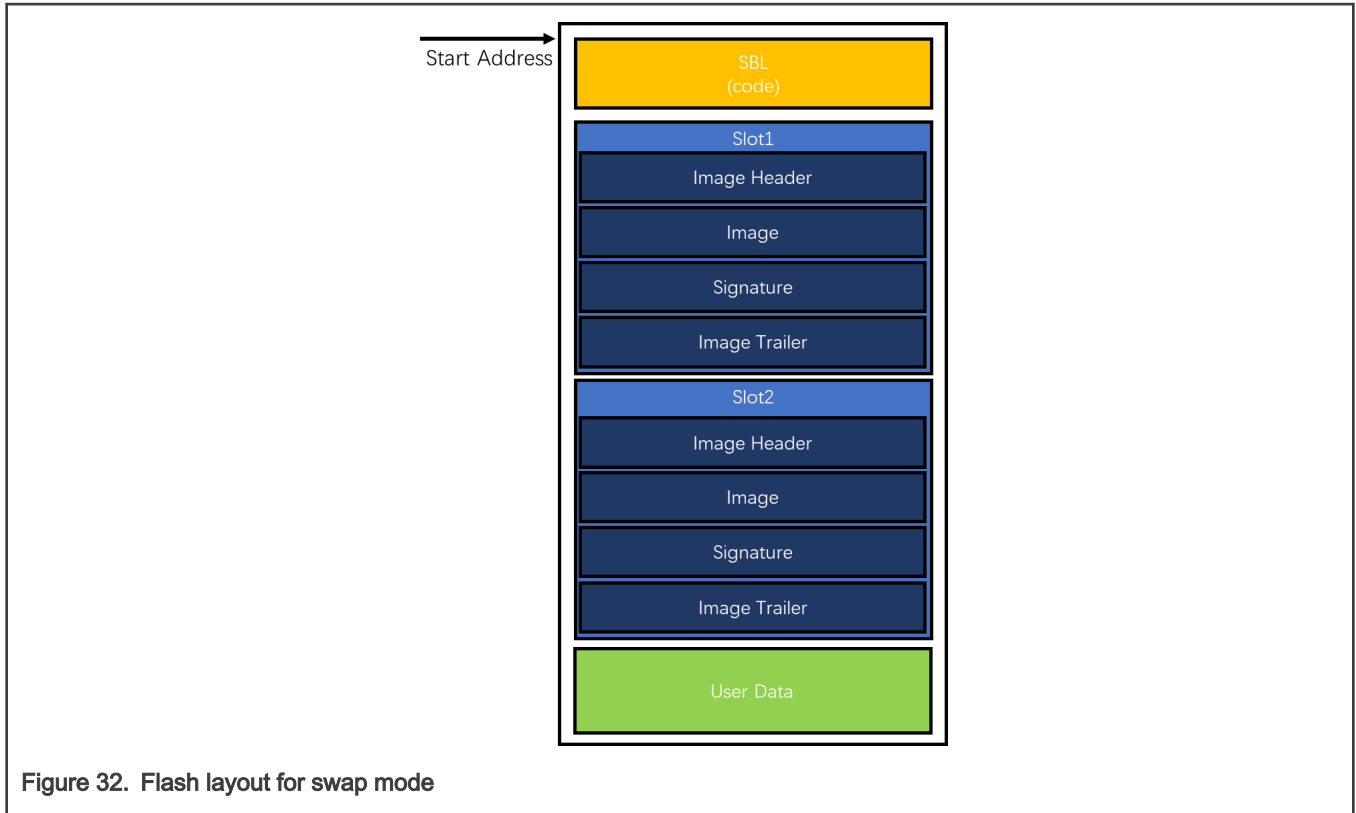 Start Address
SBL
(code)
Slot1
Image Header
Image
Signature
Image Trailer
Slot2
Image Header
Image
Signature
Image Trailer
User Data
Figure 32. Flash layout for swap mode